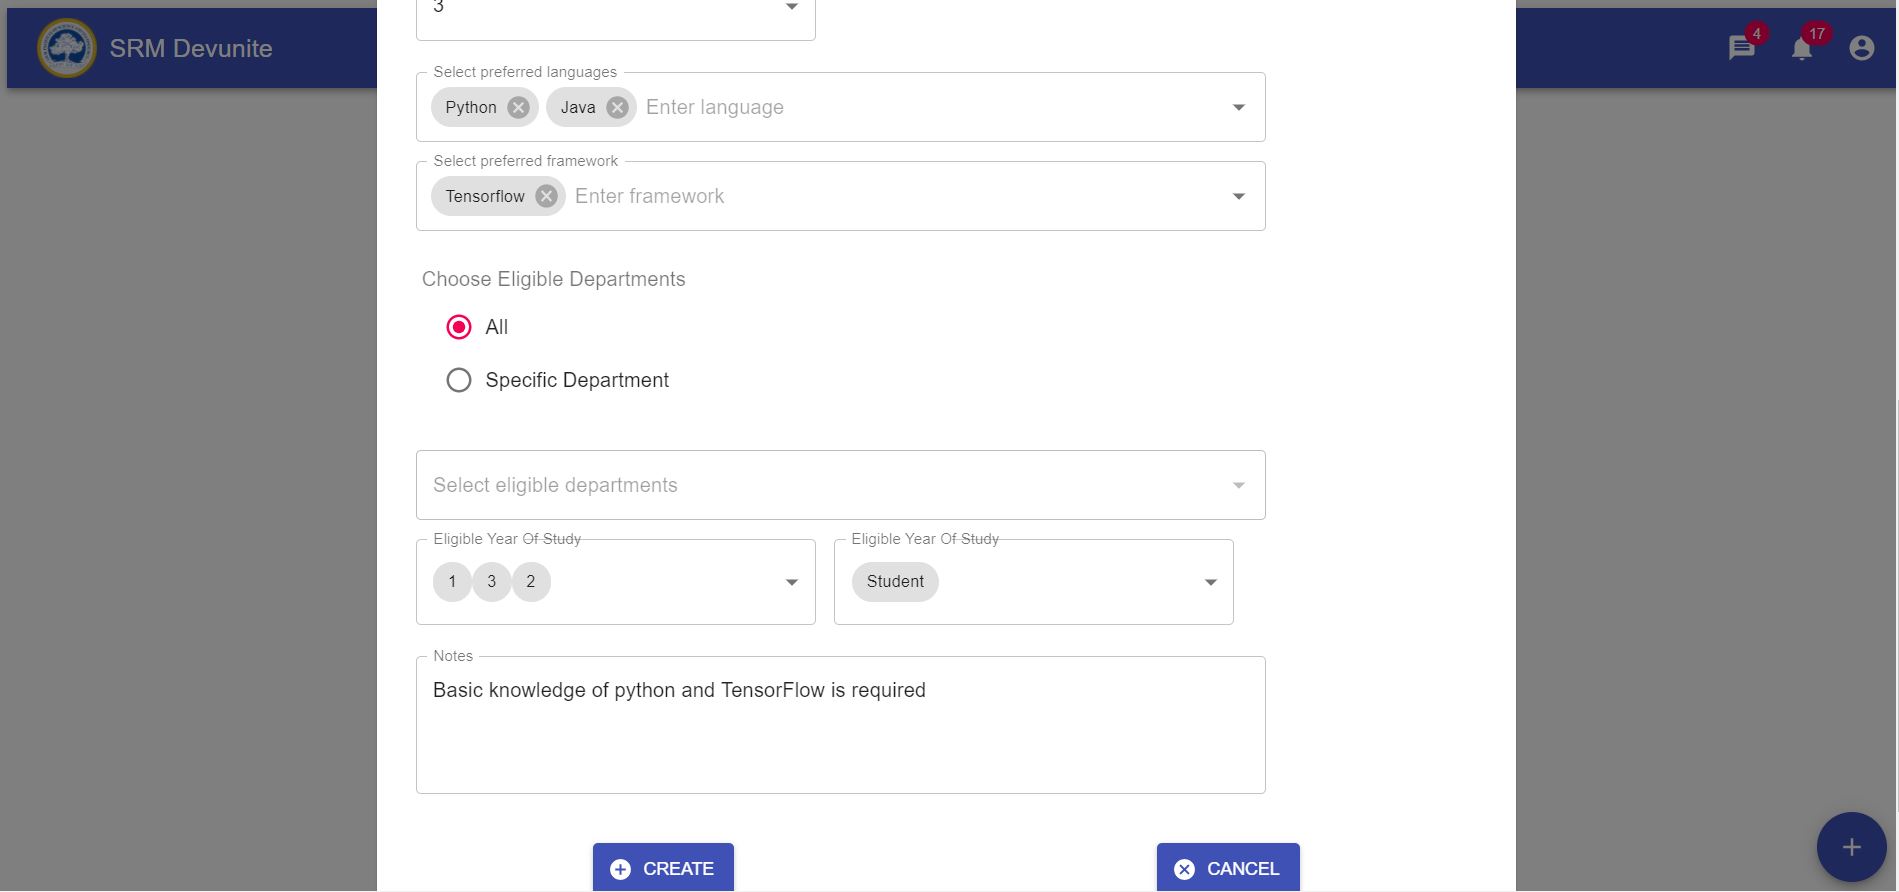 3
SRM Devunite
4
17
Select preferred languages
Python Java Enter language
Select preferred framework
Tensorflow Enter framework
Choose Eligible Departments
All
Specific Department
Select eligible departments
Eligible Year Of Study
1 3 2
Eligible Year Of Study
Student
Notes
Basic knowledge of python and TensorFlow is required
CREATE
CANCEL